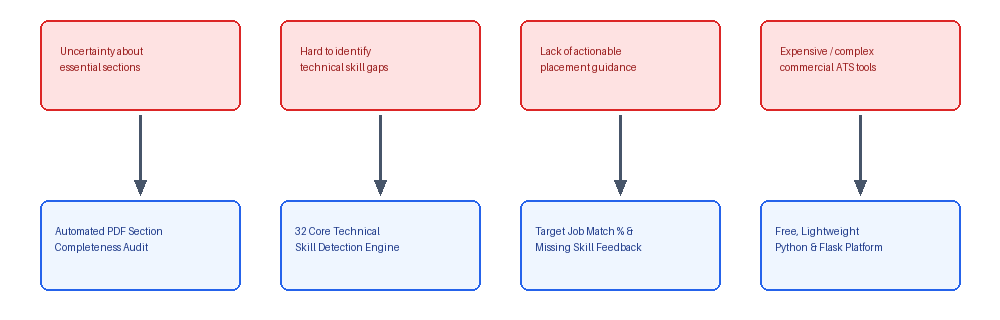 Uncertainty about
essential sections
Hard to identify
technical skill gaps
Lack of actionable
placement guidance
Expensive / complex
commercial ATS tools
Automated PDF Section
Completeness Audit
32 Core Technical
Skill Detection Engine
Target Job Match % &
Missing Skill Feedback
Free, Lightweight
Python & Flask Platform